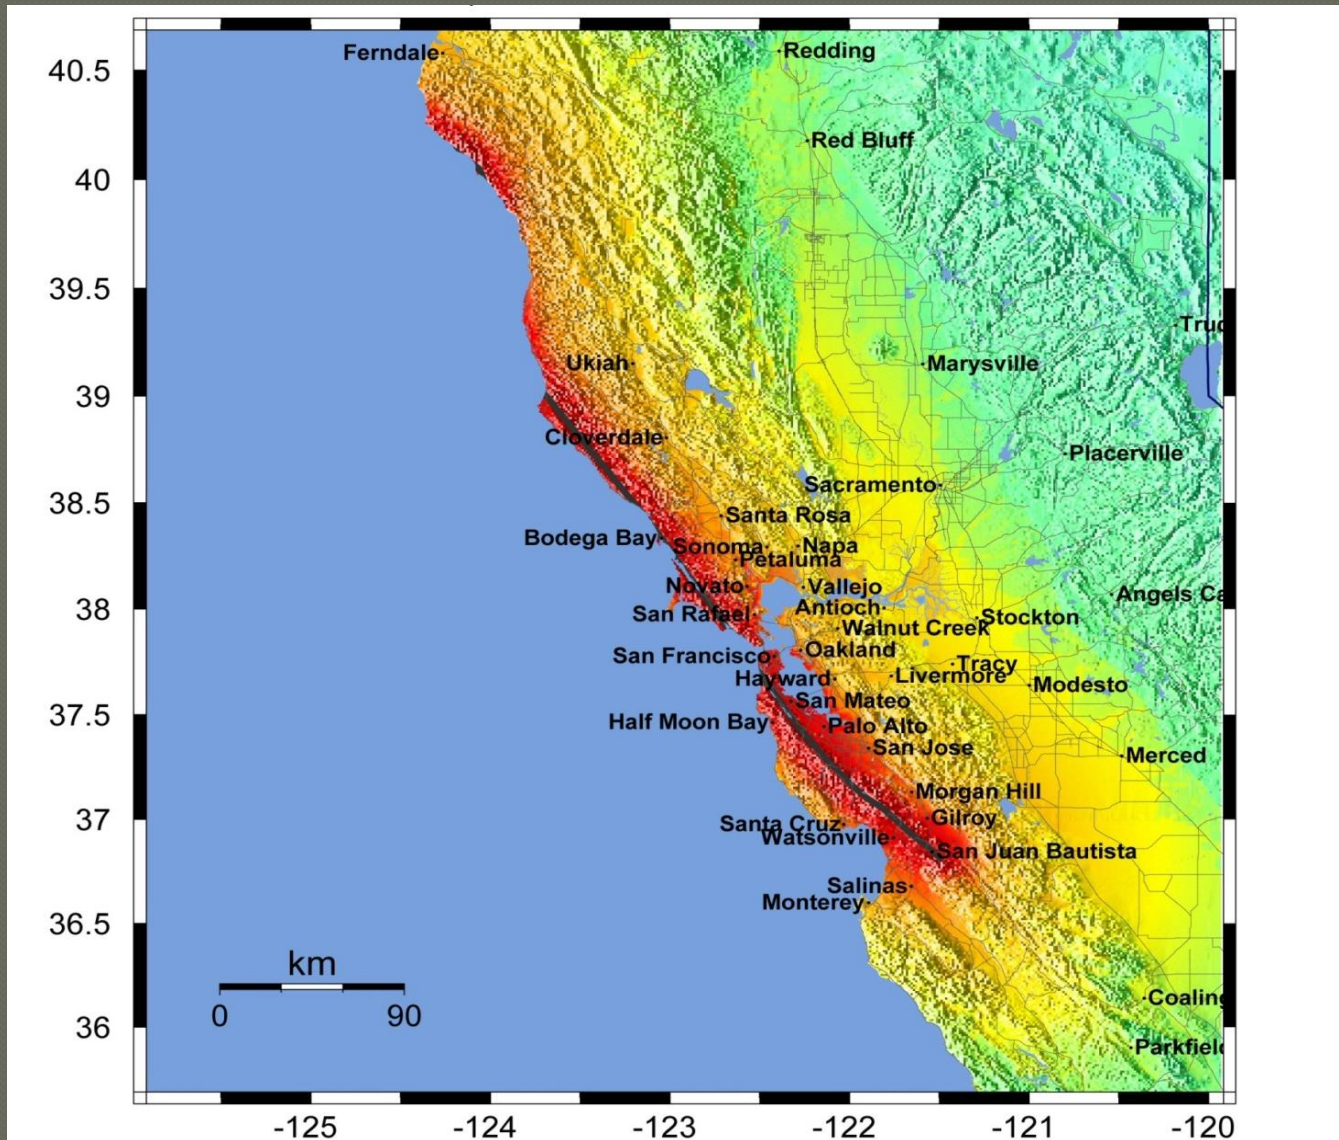 Ferndale
Redding
40.5
Red Bluff
40
39.5
Ukiah
Marysville
39
Cloverdale
Placerville
Sacramento
38.5
Santa Rosa
Bodega Bay
Sonoma
Napa
Petaluma
Novato
Vallejo
38
San Rafael
Antioch
Stockton
Walnut Creek
San Francisco
Oakland
Tracy
Hayward
Livermore
Modesto
San Mateo
37.5
Half Moon Bay
Palo Alto
San Jose
Merced
Morgan Hill
37
Santa Cruz
Gilroy
Watsonville
San Juan Bautista
Salinas
Monterey
36.5
km
0
90
36
-125
-124
-123
-122
-121
-120
Angels